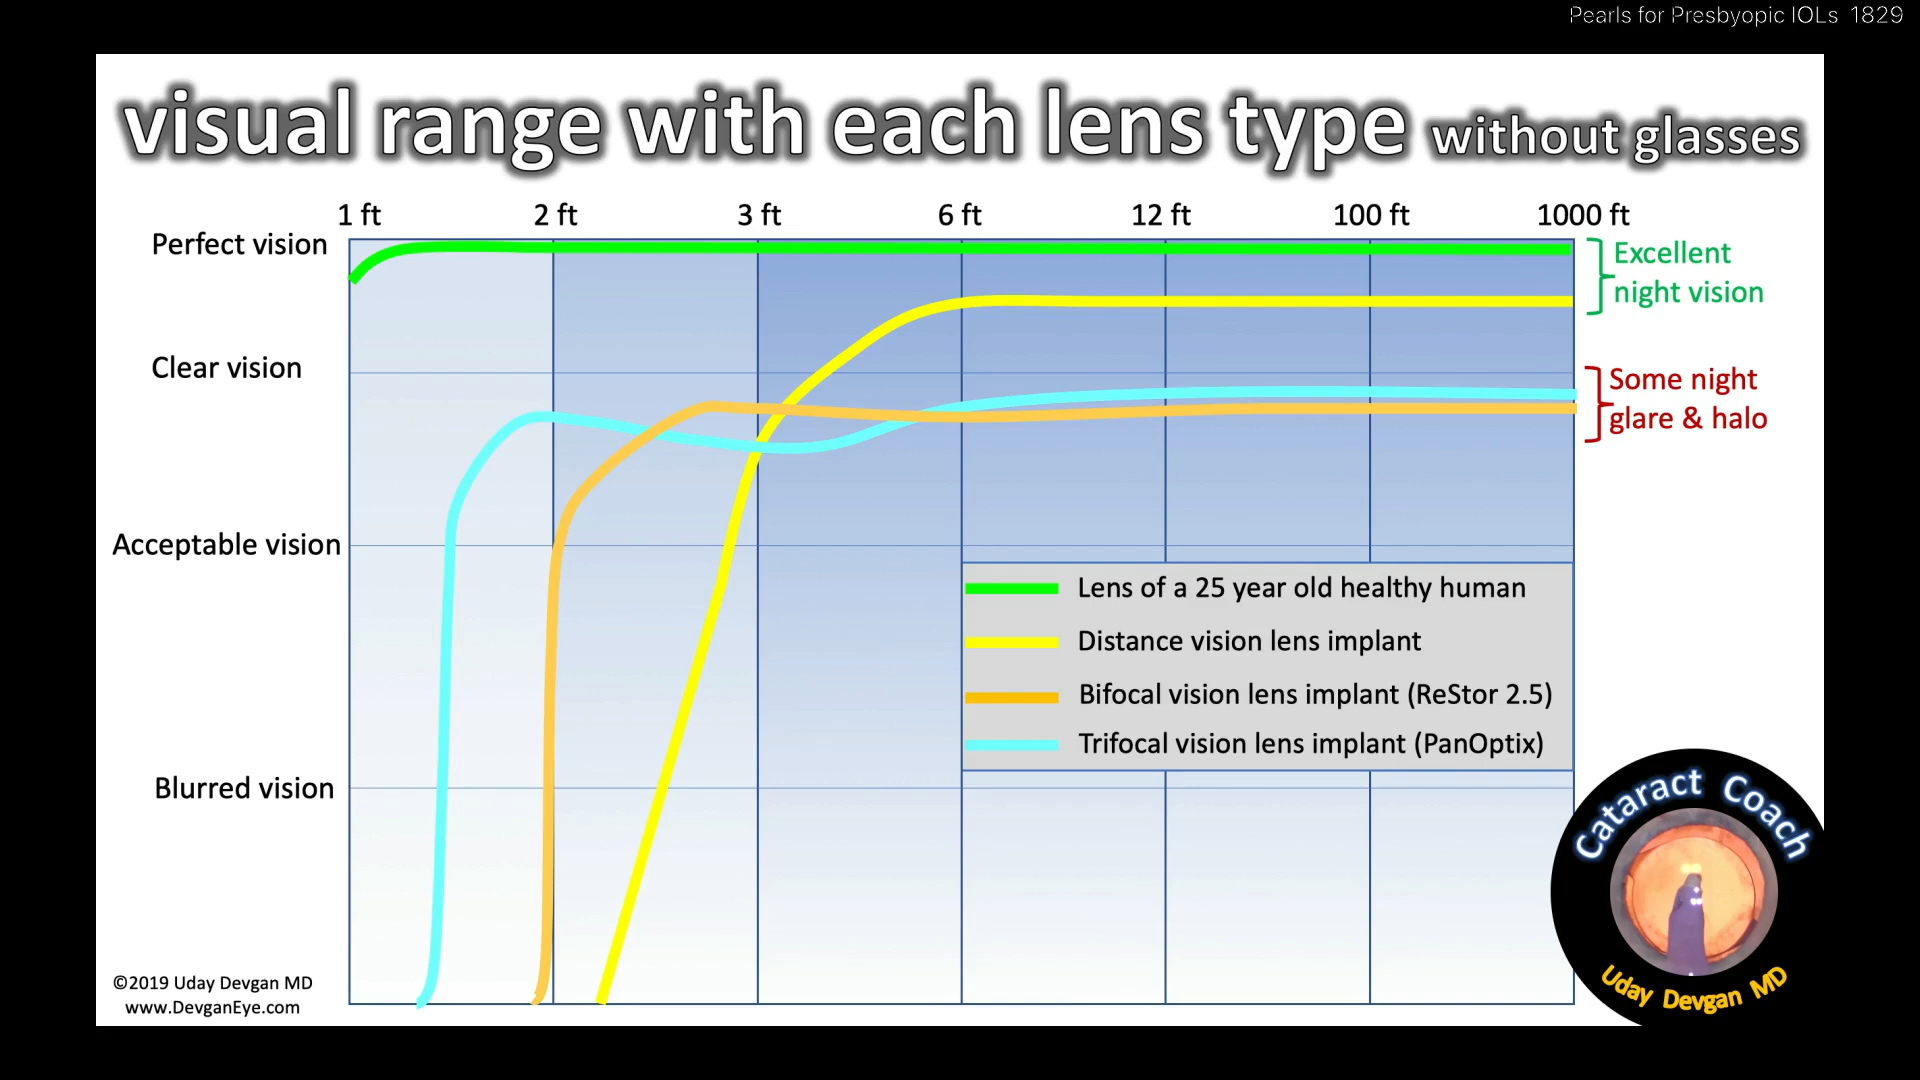 Pearls for Presbyopic IOLs 1829
visual range with each lens type without glasses
1 ft 2 ft 3 ft 6 ft 12 ft 100 ft 1000 ft
Perfect vision
Excellent
night vision
Clear vision
Some night
glare & halo
Acceptable vision
Lens of a 25 year old healthy human
Distance vision lens implant
Bifocal vision lens implant (ReStor 2.5)
Trifocal vision lens implant (PanOptix)
Blurred vision
Cataract Coach
Uday Devgan MD
©2019 Uday Devgan MD
www.DevganEye.com